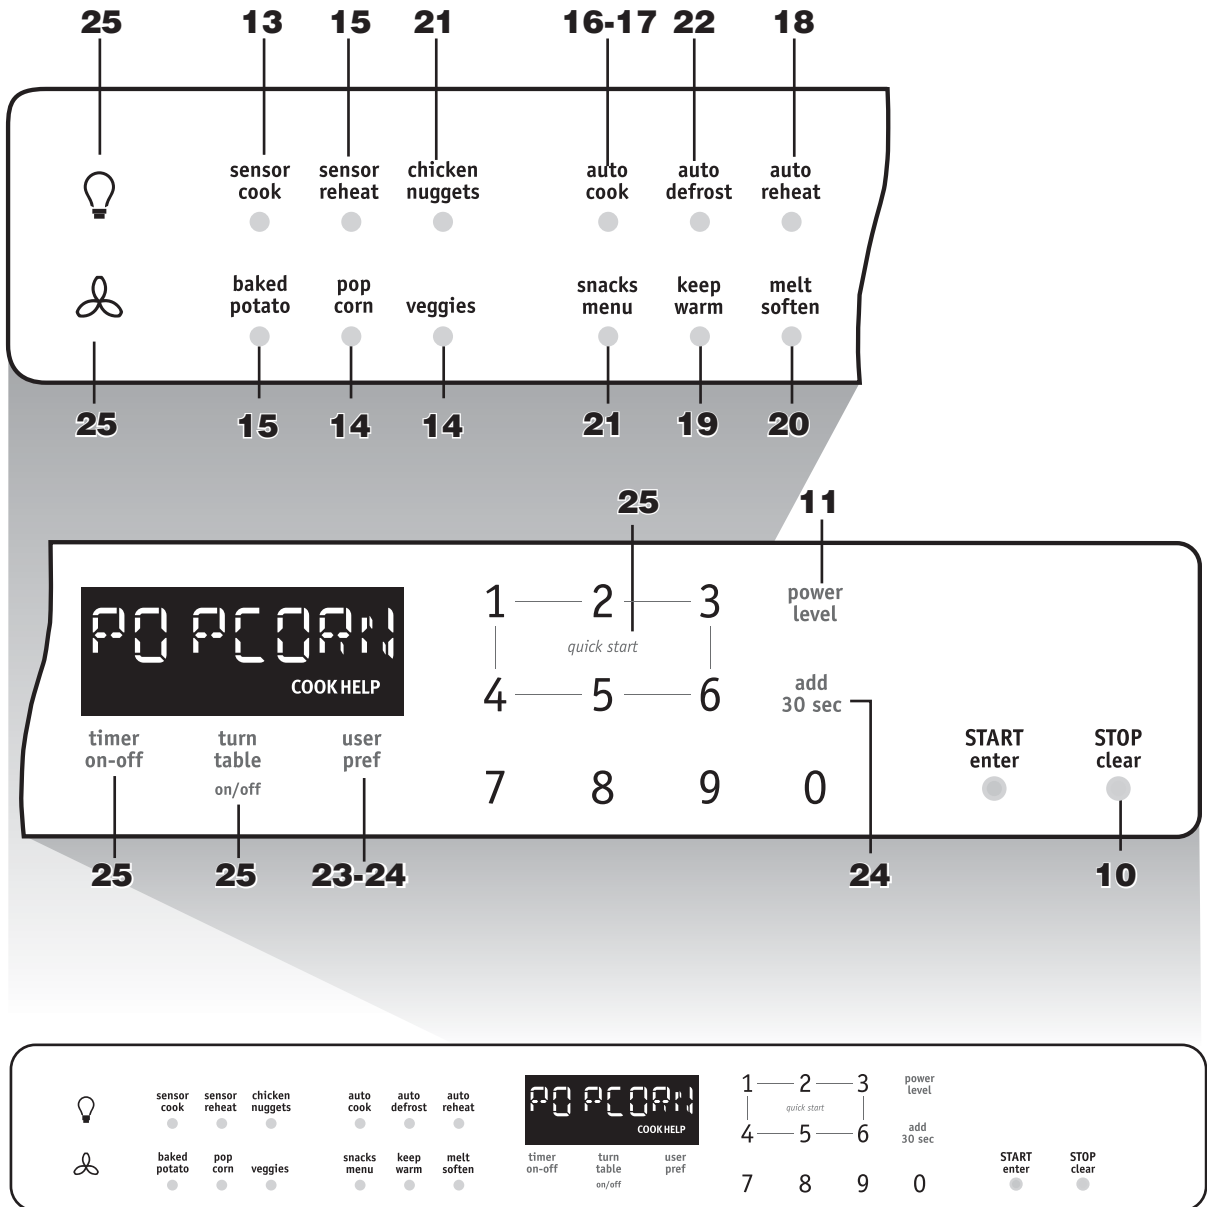 25 13 15 21 16-17 22 18
sensor cook
sensor reheat
chicken nuggets
auto cook
auto defrost
auto reheat
baked potato
pop corn
veggies
snacks menu
keep warm
melt soften
25 15 14 14 21 19 20
25 11
PO PCORN
COOK HELP
1 2 3
power level
quick start
4 5 6
add 30 sec
timer on-off
turn table on/off
user pref
7 8 9 0
START enter
STOP clear
25 25 23-24 24 10
sensor cook
sensor reheat
chicken nuggets
auto cook
auto defrost
auto reheat
baked potato
pop corn
veggies
snacks menu
keep warm
melt soften
PO PCORN
COOK HELP
timer on-off
turn table on/off
user pref
1 2 3
power level
quick start
4 5 6
add 30 sec
7 8 9 0
START enter
STOP clear